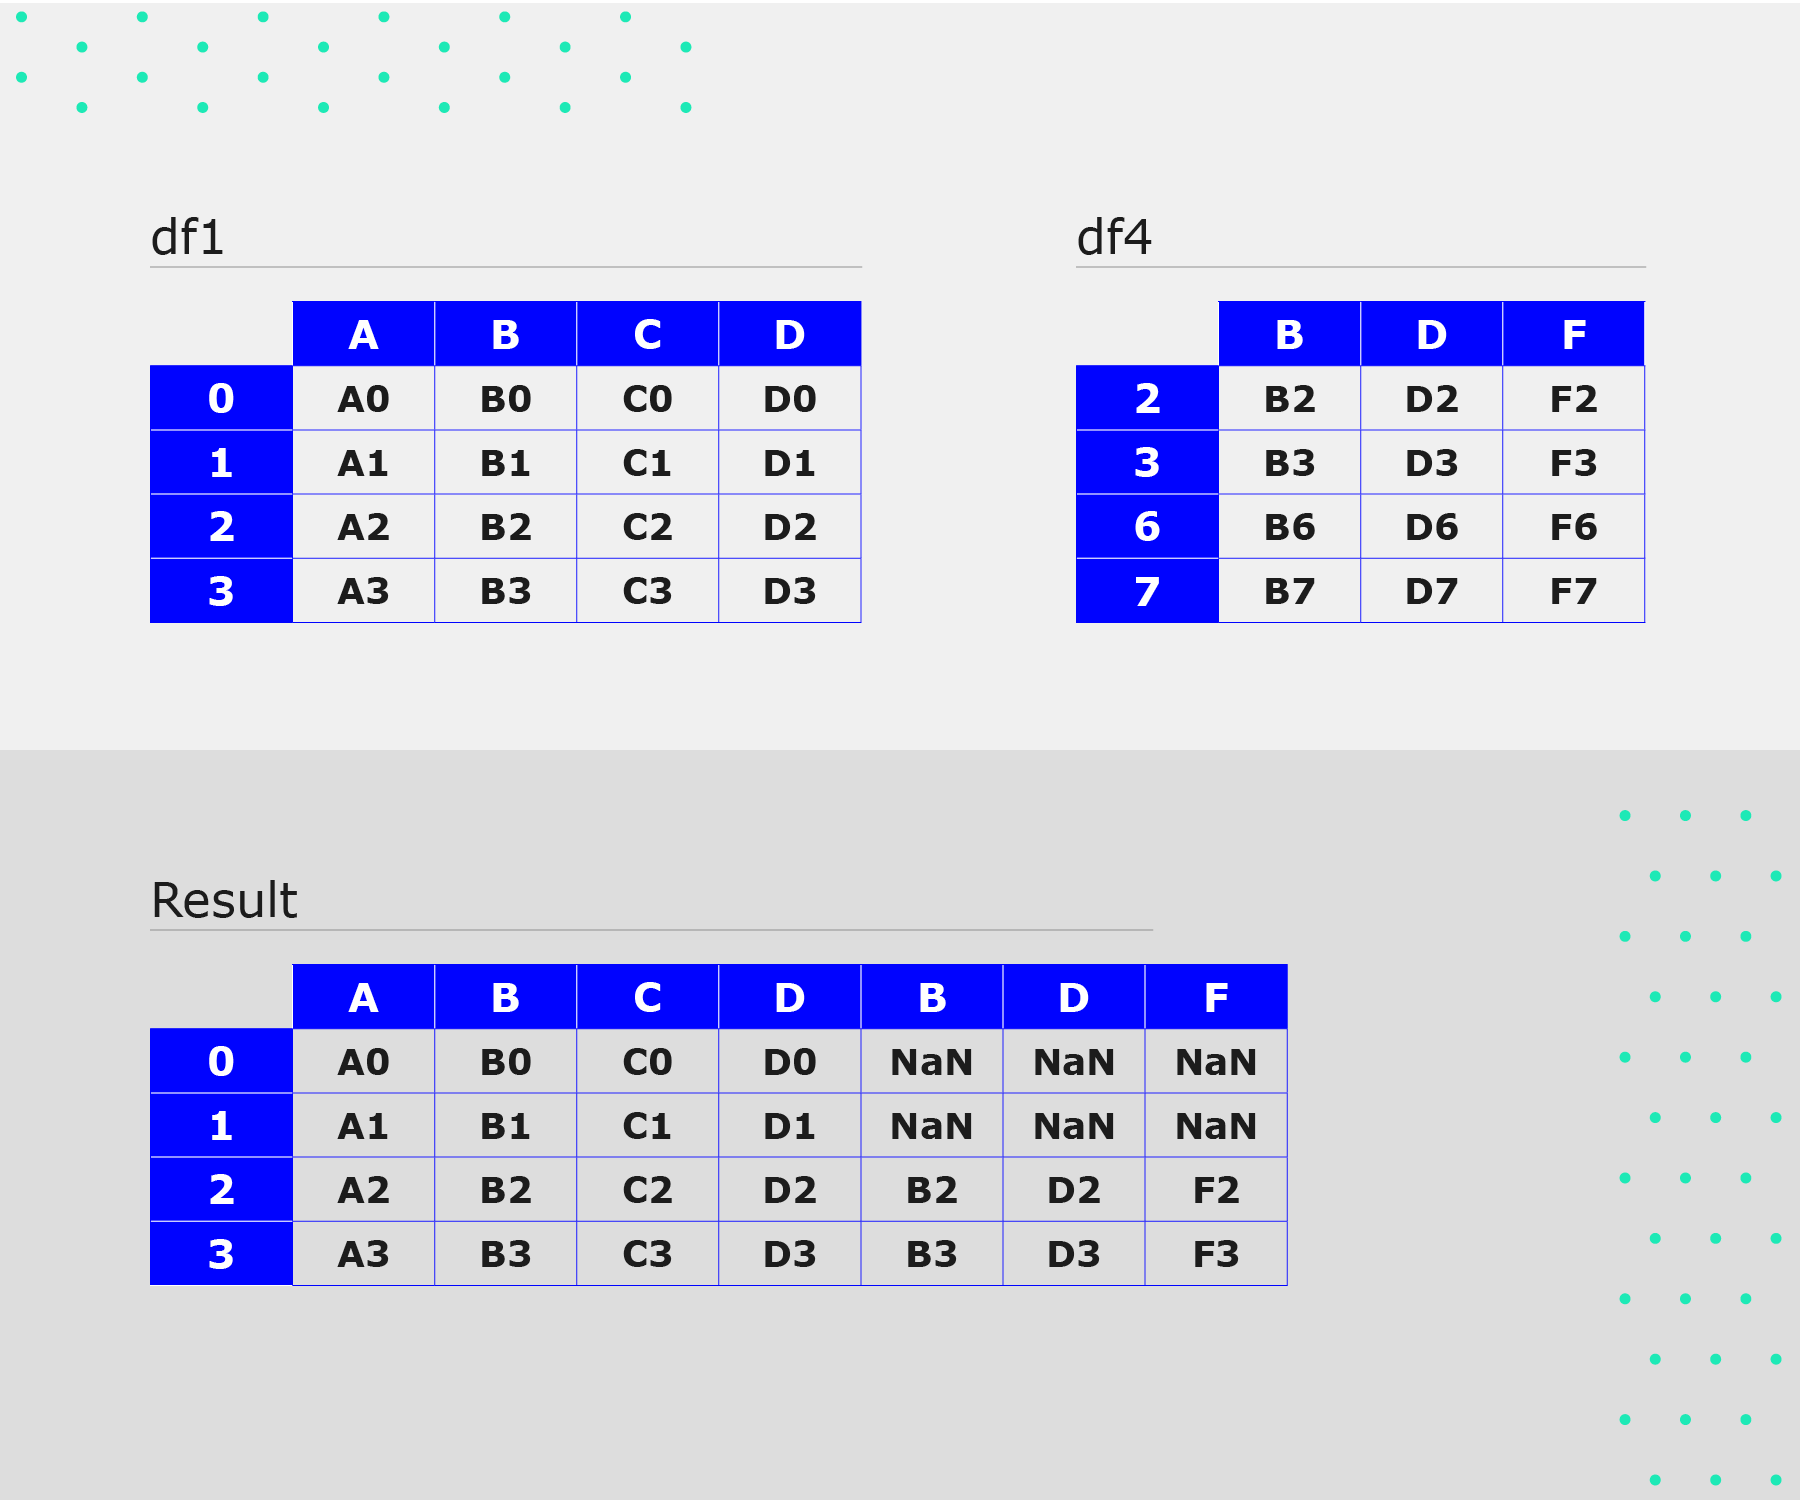 df1
A B C D
0 A0 B0 C0 D0
1 A1 B1 C1 D1
2 A2 B2 C2 D2
3 A3 B3 C3 D3
df4
B D F
2 B2 D2 F2
3 B3 D3 F3
6 B6 D6 F6
7 B7 D7 F7
Result
A B C D B D F
0 A0 B0 C0 D0 NaN NaN NaN
1 A1 B1 C1 D1 NaN NaN NaN
2 A2 B2 C2 D2 B2 D2 F2
3 A3 B3 C3 D3 B3 D3 F3